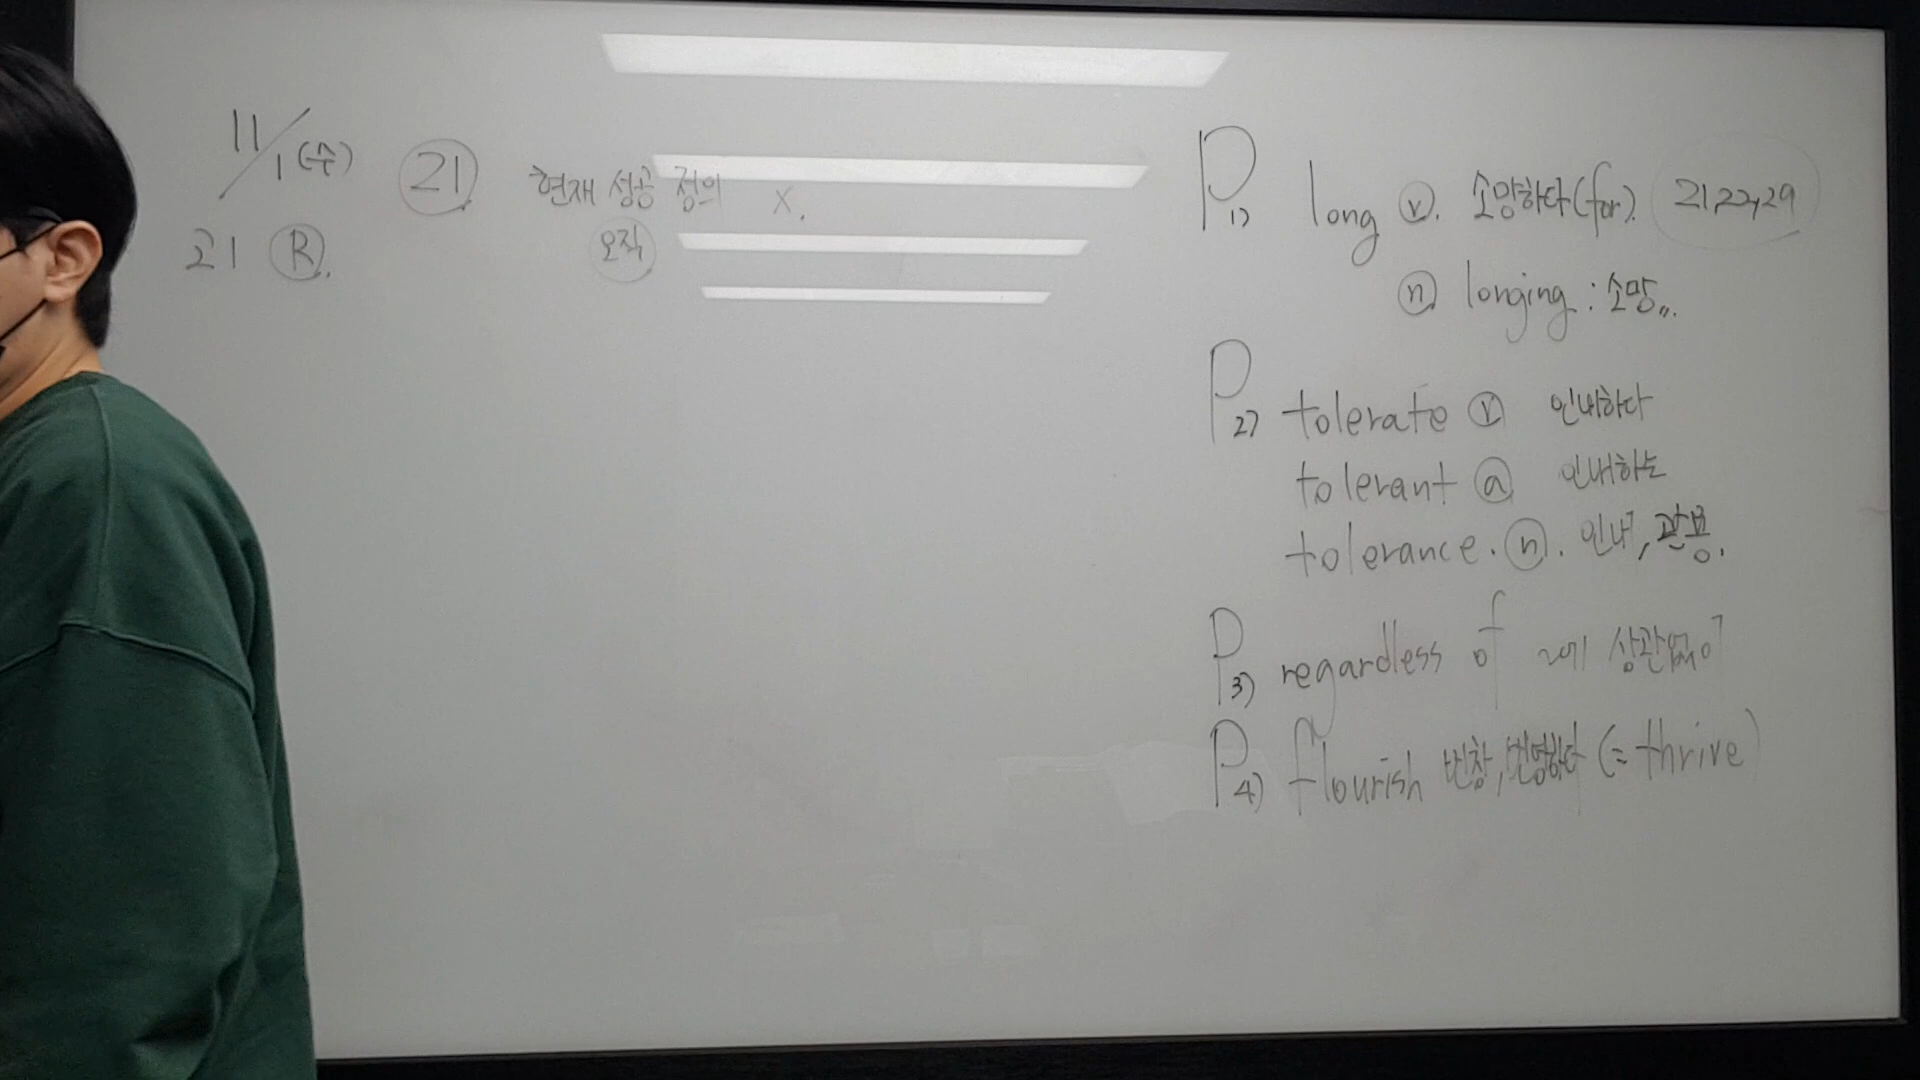 11/1 (수)
21 R.
21. 현재 성공 정의 X.
오직
P1) long v. 소망하다(for). 21,22,29
n longing : 소망〃.
P2) tolerate v 인내하다
tolerant a 인내하는
tolerance. n. 인내, 관용.
P3) regardless of ~에 상관없이
P4) flourish 번창, 번영하다 (= thrive)